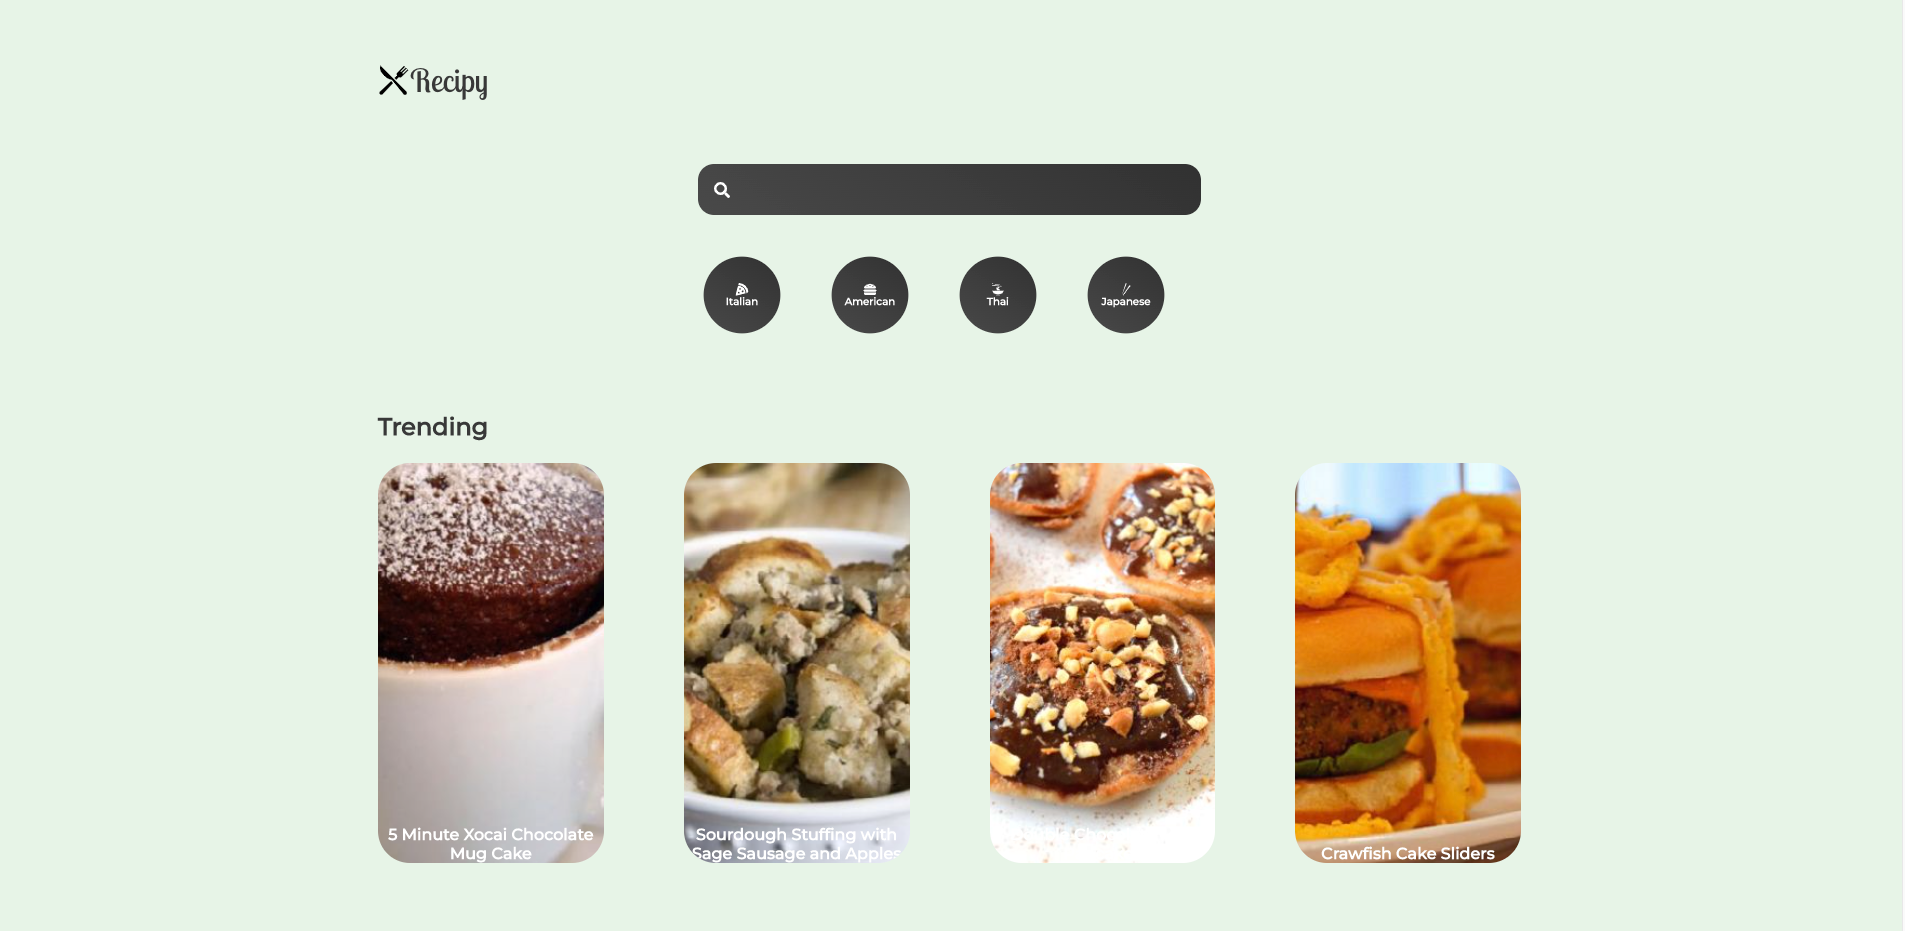 Recipy
Italian
American
Thai
Japanese
Trending
5 Minute Xocai Chocolate
Mug Cake
Sourdough Stuffing with
Sage Sausage and Apples
Crawfish Cake Sliders